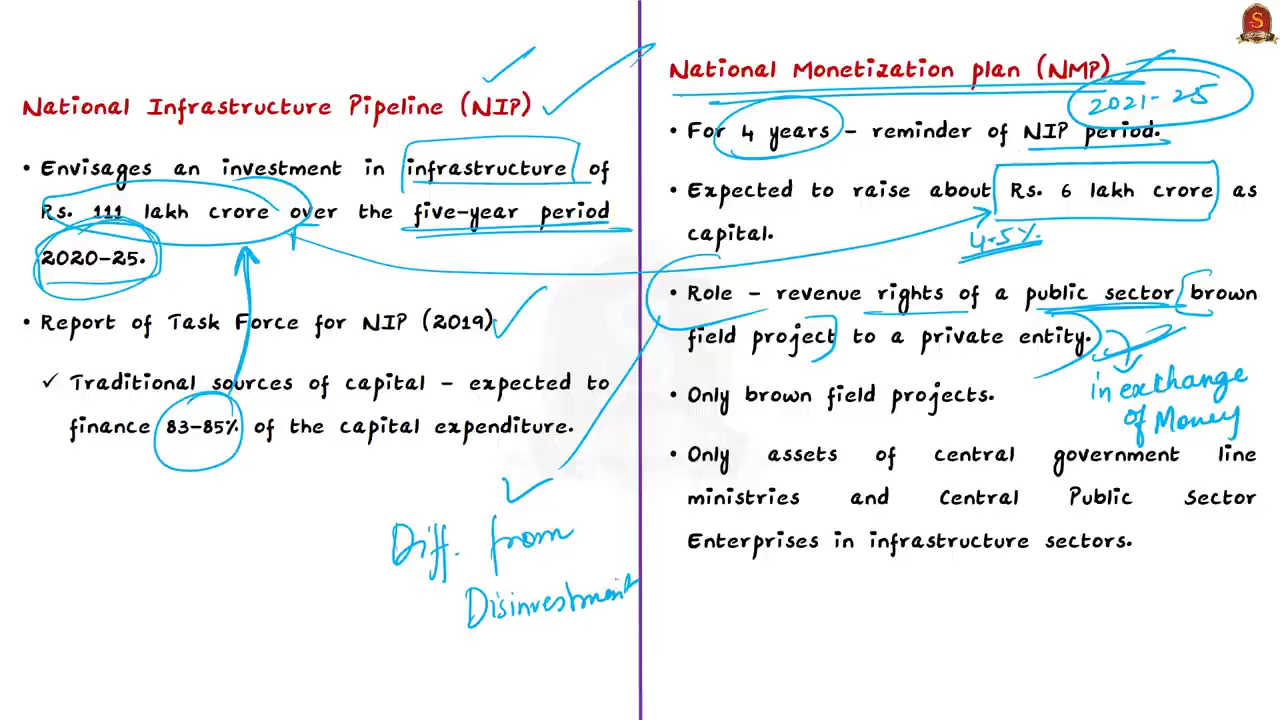 National Infrastructure Pipeline (NIP)
• Envisages an investment in infrastructure of
Rs. 111 lakh crore over the five-year period
2020-25.
• Report of Task Force for NIP (2019)
✓ Traditional sources of capital – expected to
finance 83-85% of the capital expenditure.
Diff. from
Disinvestment
National Monetization plan (NMP)
2021-25
• For 4 years – reminder of NIP period.
• Expected to raise about Rs. 6 lakh crore as
capital.
4-5%.
• Role – revenue rights of a public sector brown
field project to a private entity.
in exchange
of Money
• Only brown field projects.
• Only assets of central government line
ministries and Central Public Sector
Enterprises in infrastructure sectors.